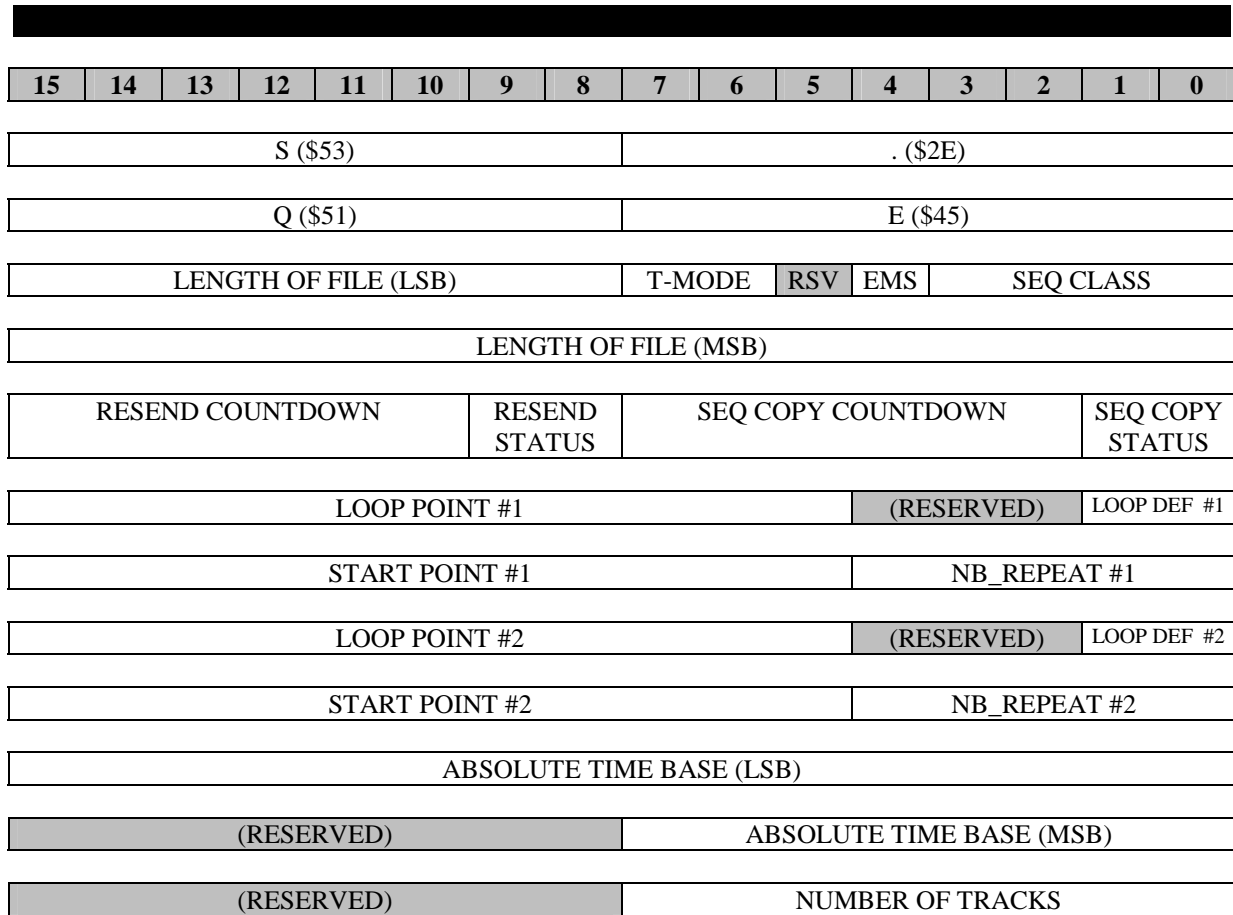 15 14 13 12 11 10 9 8 7 6 5 4 3 2 1 0
S ($53) . ($2E)
Q ($51) E ($45)
LENGTH OF FILE (LSB) T-MODE RSV EMS SEQ CLASS
LENGTH OF FILE (MSB)
RESEND COUNTDOWN RESEND SEQ COPY COUNTDOWN SEQ COPY
STATUS STATUS
LOOP POINT #1 (RESERVED) LOOP DEF #1
START POINT #1 NB_REPEAT #1
LOOP POINT #2 (RESERVED) LOOP DEF #2
START POINT #2 NB_REPEAT #2
ABSOLUTE TIME BASE (LSB)
(RESERVED) ABSOLUTE TIME BASE (MSB)
(RESERVED) NUMBER OF TRACKS